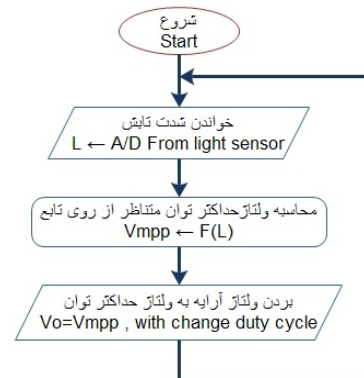 شروع
Start
خواندن شدت تابش
L ← A/D From light sensor
محاسبه ولتاژحداکثر توان متناظر از روی تابع
Vmpp ← F(L)
بردن ولتاژ آرایه به ولتاژ حداکثر توان
Vo=Vmpp , with change duty cycle